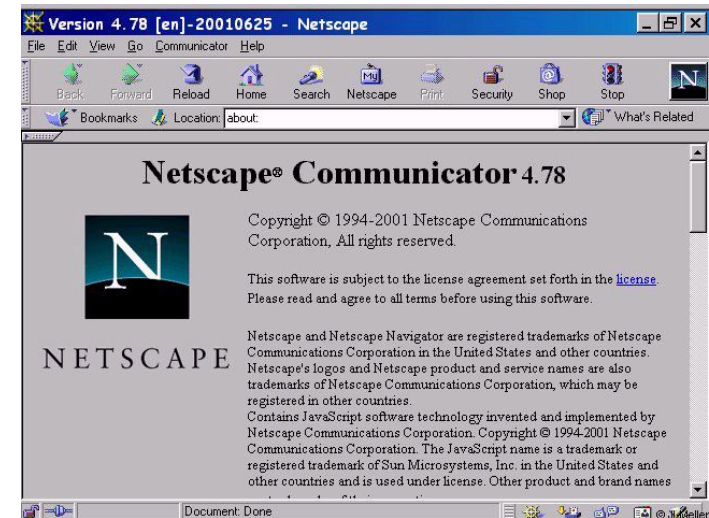 Version 4.78 [en]-20010625 - Netscape
File Edit View Go Communicator Help
Back Forward Reload Home Search Netscape Print Security Shop Stop
My
N
Bookmarks Location: about: What's Related
Netscape® Communicator 4.78
Copyright © 1994-2001 Netscape Communications
Corporation, All rights reserved.
This software is subject to the license agreement set forth in the license.
Please read and agree to all terms before using this software.
N
NETSCAPE
Netscape and Netscape Navigator are registered trademarks of Netscape
Communications Corporation in the United States and other countries.
Netscape's logos and Netscape product and service names are also
trademarks of Netscape Communications Corporation, which may be
registered in other countries.
Contains JavaScript software technology invented and implemented by
Netscape Communications Corporation. Copyright © 1994-2001 Netscape
Communications Corporation. The JavaScript name is a trademark or
registered trademark of Sun Microsystems, Inc. in the United States and
other countries and is used under license. Other product and brand names
Document: Done